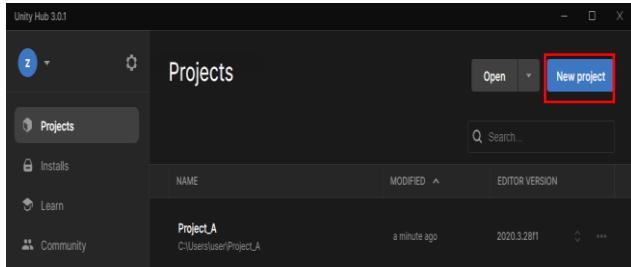 Unity Hub 3.0.1
Z
Projects
Open
New project
Projects
Search...
Installs
NAME
MODIFIED
EDITOR VERSION
Learn
Project_A
C:\Users\user\Project_A
a minute ago
2020.3.28f1
Community